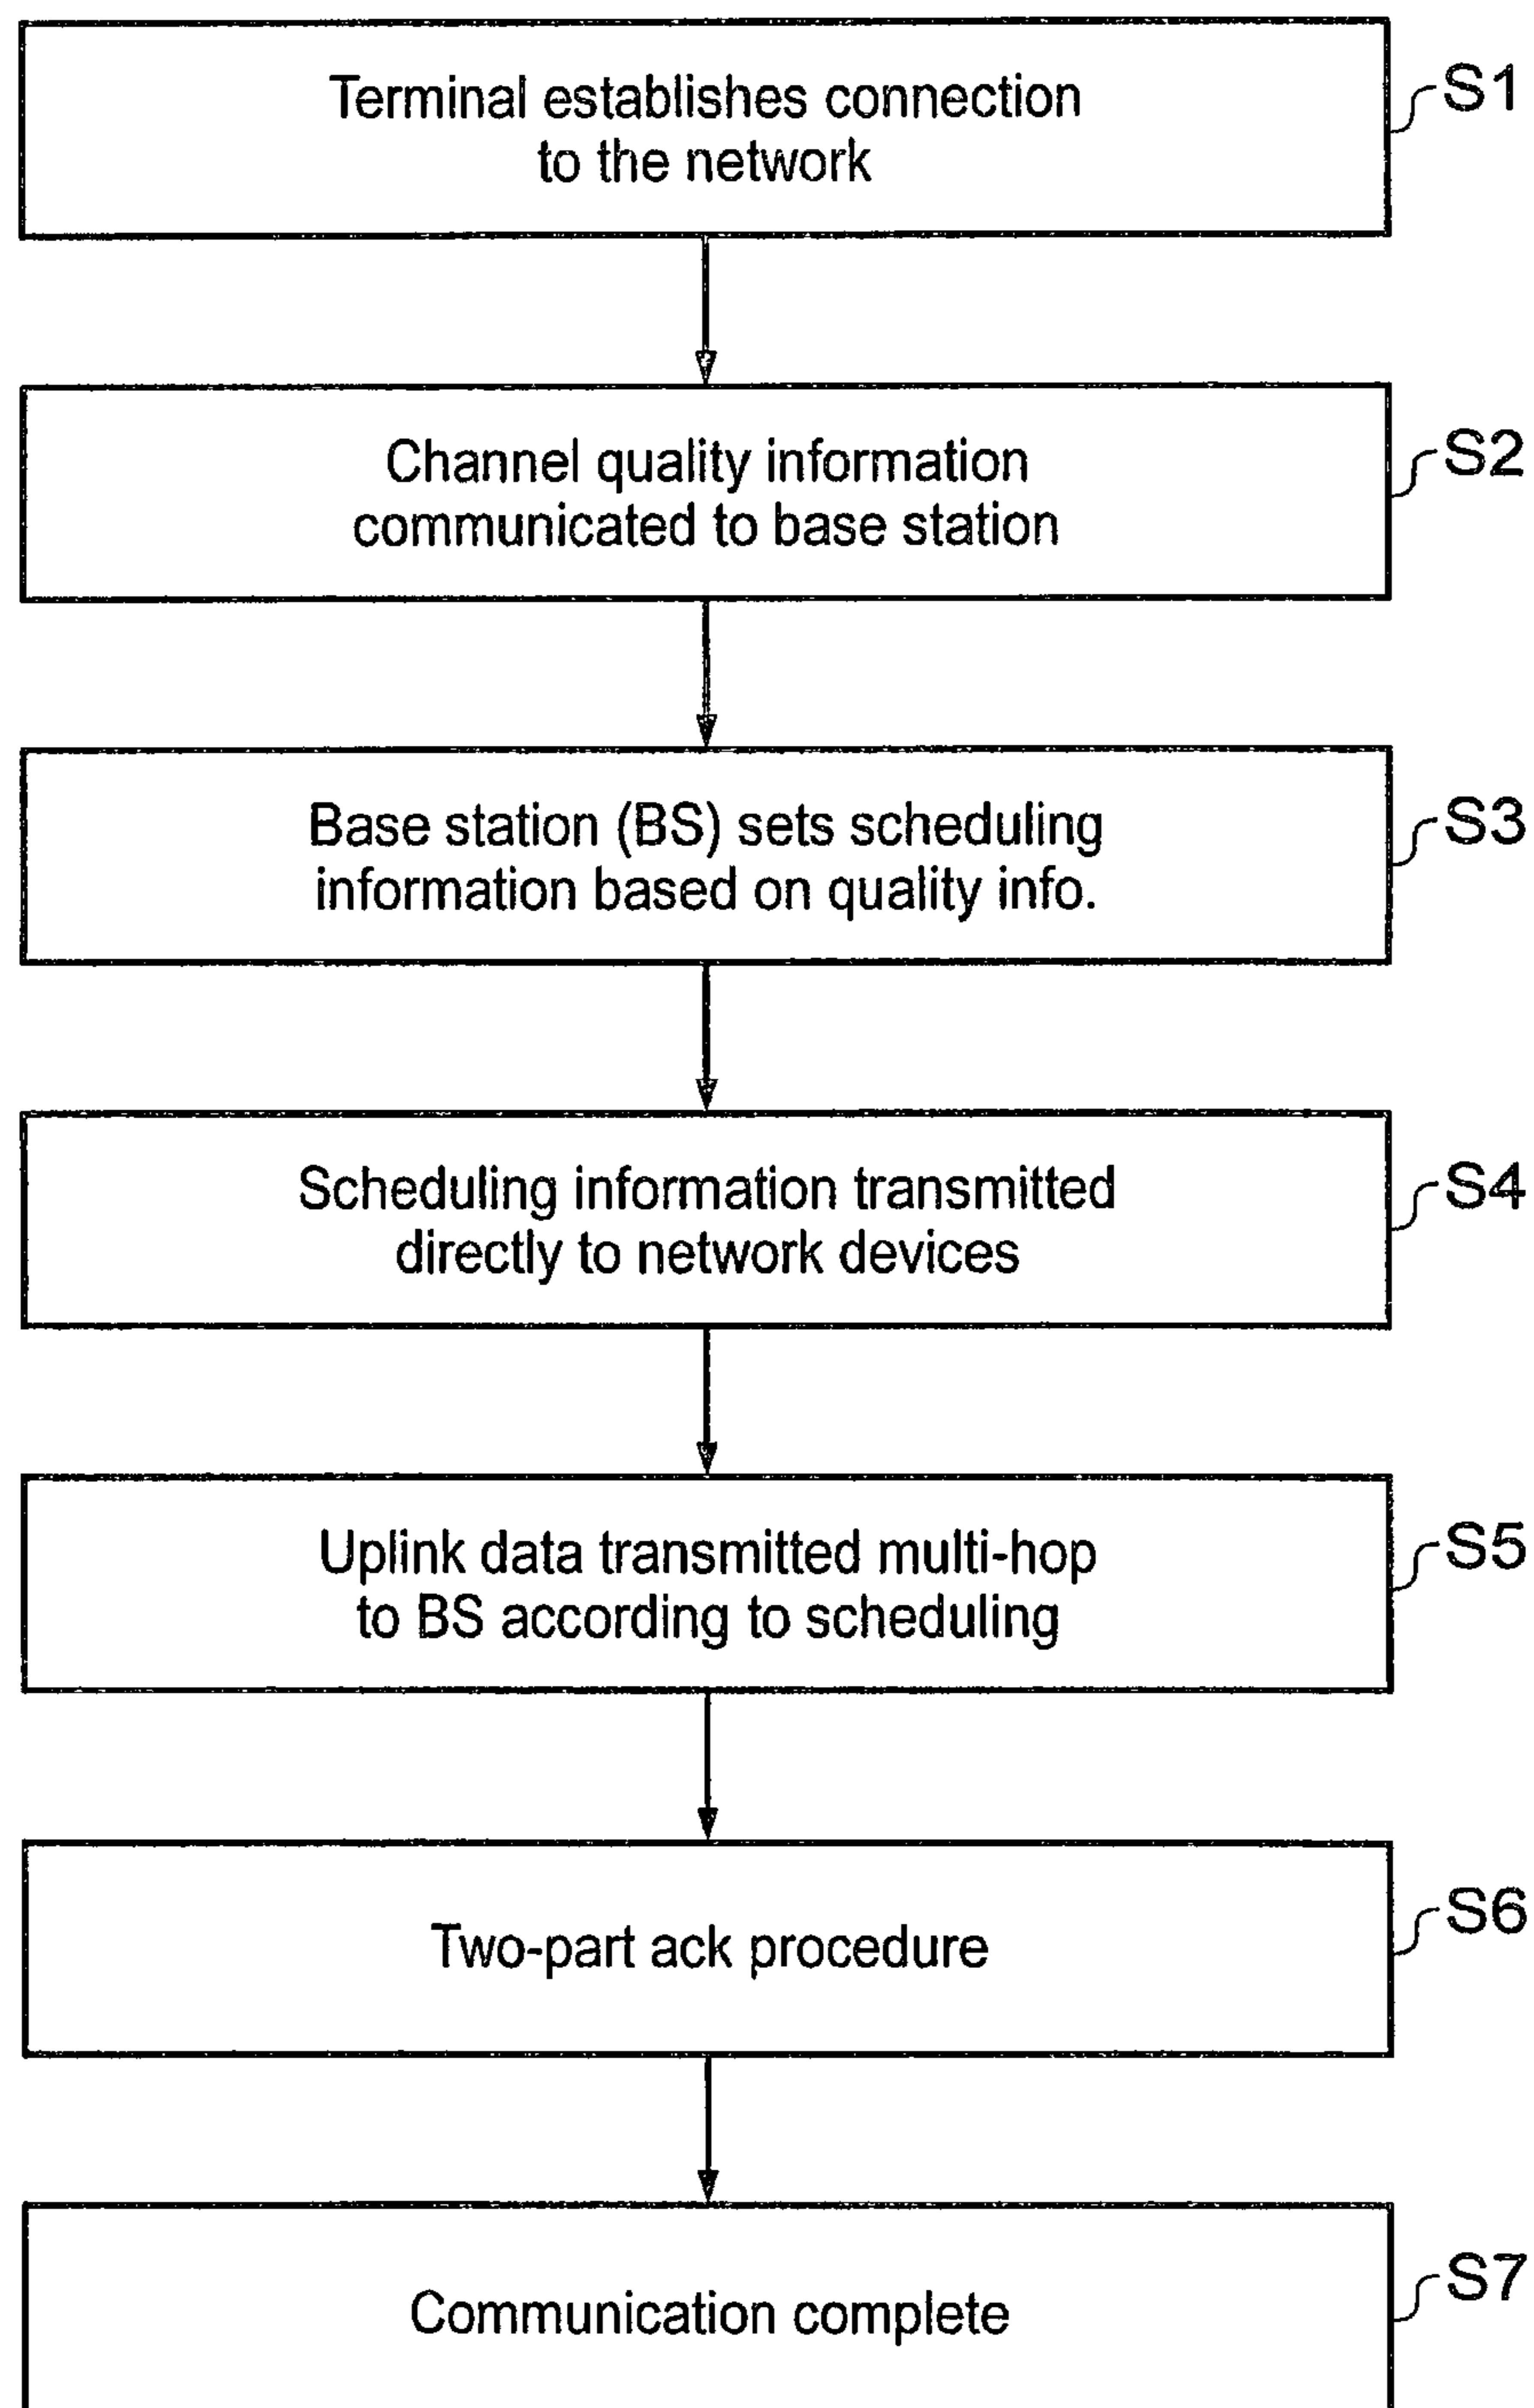 Terminal establishes connection
to the network
S1
Channel quality information
communicated to base station
S2
Base station (BS) sets scheduling
information based on quality info.
S3
Scheduling information transmitted
directly to network devices
S4
Uplink data transmitted multi-hop
to BS according to scheduling
S5
Two-part ack procedure
S6
Communication complete
S7